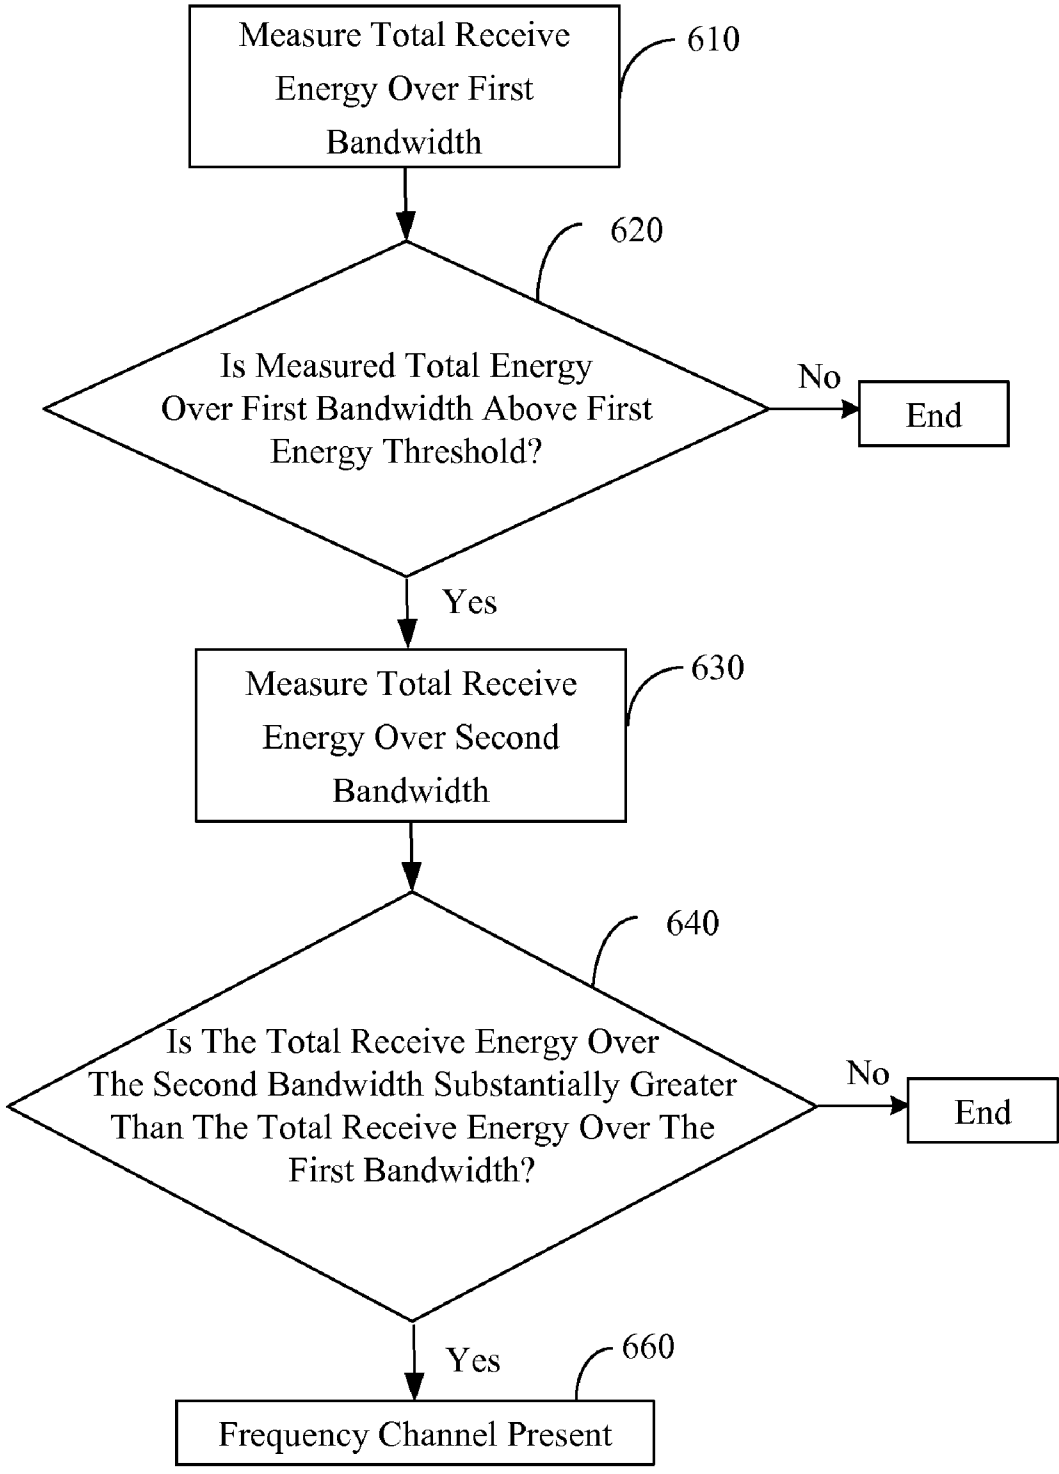 Measure Total Receive
Energy Over First
Bandwidth
610
620
Is Measured Total Energy
Over First Bandwidth Above First
Energy Threshold?
No
End
Yes
Measure Total Receive
Energy Over Second
Bandwidth
630
640
Is The Total Receive Energy Over
The Second Bandwidth Substantially Greater
Than The Total Receive Energy Over The
First Bandwidth?
No
End
Yes
660
Frequency Channel Present